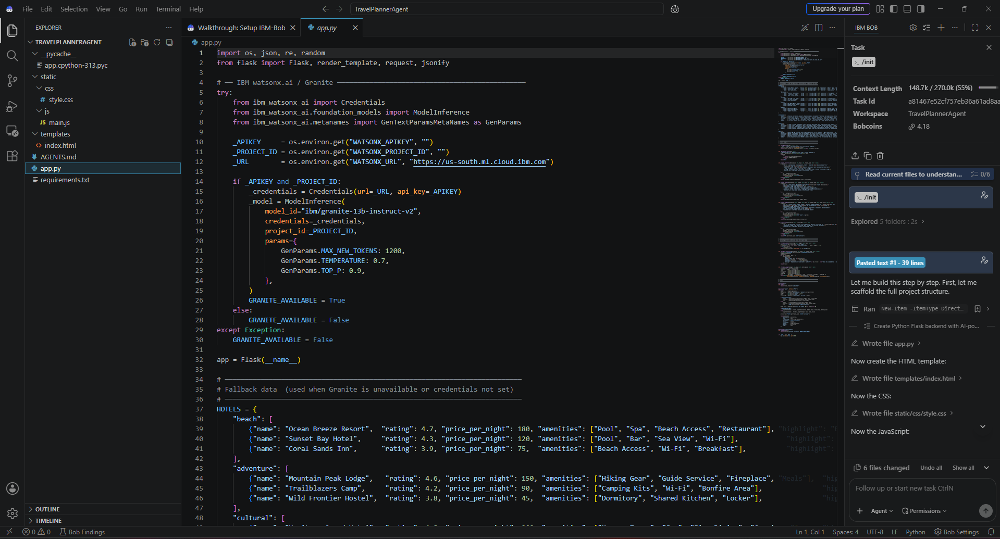 File Edit Selection View Go Run Terminal Help
TravelPlannerAgent
Upgrade your plan
EXPLORER
TRAVELPLANNERAGENT
__pycache__
app.cpython-313.pyc
static
css
# style.css
js
JS main.js
templates
<> index.html
AGENTS.md
app.py
requirements.txt
OUTLINE
TIMELINE
Walkthrough: Setup IBM-Bob
app.py
app.py
1 import os, json, re, random
2 from flask import Flask, render_template, request, jsonify
3
4 # ── IBM watsonx.ai / Granite ───────────────────────────────────────────────
5 try:
6     from ibm_watsonx_ai import Credentials
7     from ibm_watsonx_ai.foundation_models import ModelInference
8     from ibm_watsonx_ai.metanames import GenTextParamsMetaNames as GenParams
9
10     _APIKEY     = os.environ.get("WATSONX_APIKEY", "")
11     _PROJECT_ID = os.environ.get("WATSONX_PROJECT_ID", "")
12     _URL        = os.environ.get("WATSONX_URL", "https://us-south.ml.cloud.ibm.com")
13
14     if _APIKEY and _PROJECT_ID:
15         _credentials = Credentials(url=_URL, api_key=_APIKEY)
16         _model = ModelInference(
17             model_id="ibm/granite-13b-instruct-v2",
18             credentials=_credentials,
19             project_id=_PROJECT_ID,
20             params={
21                 GenParams.MAX_NEW_TOKENS: 1200,
22                 GenParams.TEMPERATURE: 0.7,
23                 GenParams.TOP_P: 0.9,
24             },
25         )
26         GRANITE_AVAILABLE = True
27     else:
28         GRANITE_AVAILABLE = False
29 except Exception:
30     GRANITE_AVAILABLE = False
31
32 app = Flask(__name__)
33
34 # ──────────────────────────────────────────────────────────────────────────
35 # Fallback data  (used when Granite is unavailable or credentials not set)
36 # ──────────────────────────────────────────────────────────────────────────
37 HOTELS = {
38     "beach": [
39         {"name": "Ocean Breeze Resort",  "rating": 4.7, "price_per_night": 180, "amenities": ["Pool", "Spa", "Beach Access", "Restaurant"], "highlight":
40         {"name": "Sunset Bay Hotel",     "rating": 4.3, "price_per_night": 120, "amenities": ["Pool", "Bar", "Sea View", "Wi-Fi"], "highlight":
41         {"name": "Coral Sands Inn",      "rating": 3.9, "price_per_night": 75,  "amenities": ["Beach Access", "Wi-Fi", "Breakfast"], "highlight":
42     ],
43     "adventure": [
44         {"name": "Mountain Peak Lodge",   "rating": 4.6, "price_per_night": 150, "amenities": ["Hiking Gear", "Guide Service", "Fireplace", "Meals"],
45         {"name": "Trailblazers Camp",     "rating": 4.2, "price_per_night": 90,  "amenities": ["Camping Kits", "Wi-Fi", "Bonfire Area"],
46         {"name": "Wild Frontier Hostel",  "rating": 3.8, "price_per_night": 45,  "amenities": ["Dormitory", "Shared Kitchen", "Locker"],
47     ],
48     "cultural": [
IBM BOB
Task
/init
Context Length 148.7k / 270.0k (55%)
Task Id a81467e52cf757eb36a61ad8aa
Workspace TravelPlannerAgent
Bobcoins 4.18
Read current files to understan... 0/6
/init
Explored 5 folders : 2s
Pasted text #1 - 39 lines
Let me build this step by step. First, let me
scaffold the full project structure.
Ran New-Item -ItemType Direct...
Create Python Flask backend with AI-po...
Wrote file app.py
Now create the HTML template:
Wrote file templates/index.html
Now the CSS:
Wrote file static/css/style.css
Now the JavaScript:
6 files changed Undo all Show all
Follow up or start new task CtrlN
Agent Permissions
0 0 Bob Findings
Ln 1, Col 1 Spaces: 4 UTF-8 LF Python Bob Settings